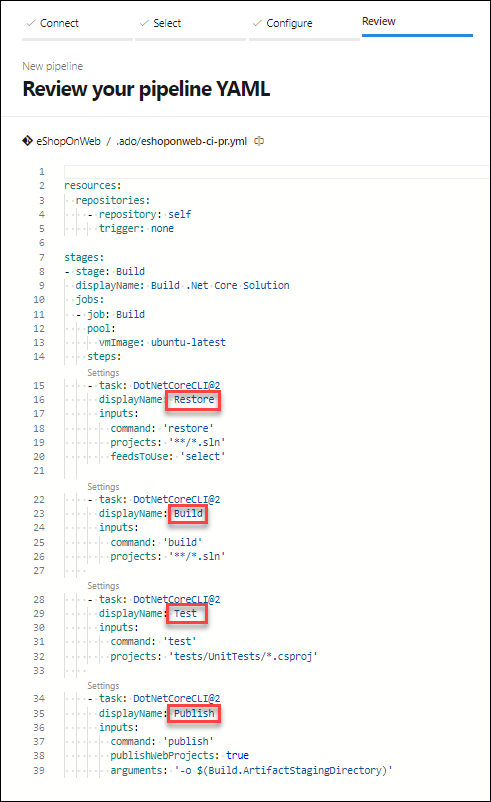 Connect
Select
Configure
Review
New pipeline
Review your pipeline YAML
eShopOnWeb / .ado/eshoponweb-ci-pr.yml
1
2 resources:
3 repositories:
4 - repository: self
5 trigger: none
6
7 stages:
8 - stage: Build
9 displayName: Build .Net Core Solution
10 jobs:
11 - job: Build
12 pool:
13 vmImage: ubuntu-latest
14 steps:
Settings
15 - task: DotNetCoreCLI@2
16 displayName: Restore
17 inputs:
18 command: 'restore'
19 projects: '**/*.sln'
20 feedsToUse: 'select'
21
Settings
22 - task: DotNetCoreCLI@2
23 displayName: Build
24 inputs:
25 command: 'build'
26 projects: '**/*.sln'
27
Settings
28 - task: DotNetCoreCLI@2
29 displayName: Test
30 inputs:
31 command: 'test'
32 projects: 'tests/UnitTests/*.csproj'
33
Settings
34 - task: DotNetCoreCLI@2
35 displayName: Publish
36 inputs:
37 command: 'publish'
38 publishWebProjects: true
39 arguments: '-o $(Build.ArtifactStagingDirectory)'